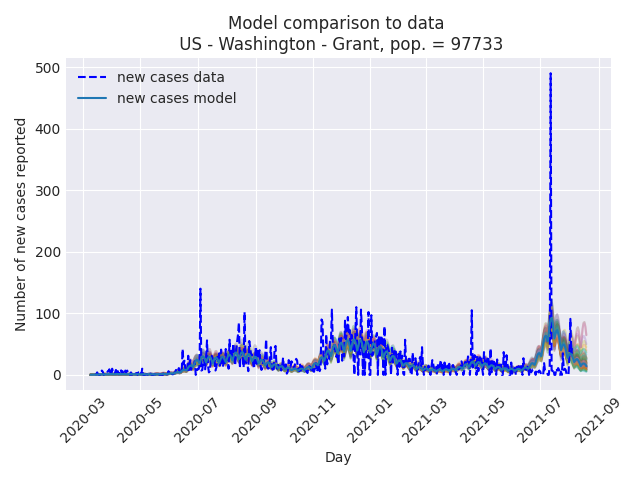 Model comparison to data
US - Washington - Grant, pop. = 97733
new cases data
new cases model
Number of new cases reported
500
400
300
200
100
0
2020-03
2020-05
2020-07
2020-09
2020-11
2021-01
2021-03
2021-05
2021-07
2021-09
Day